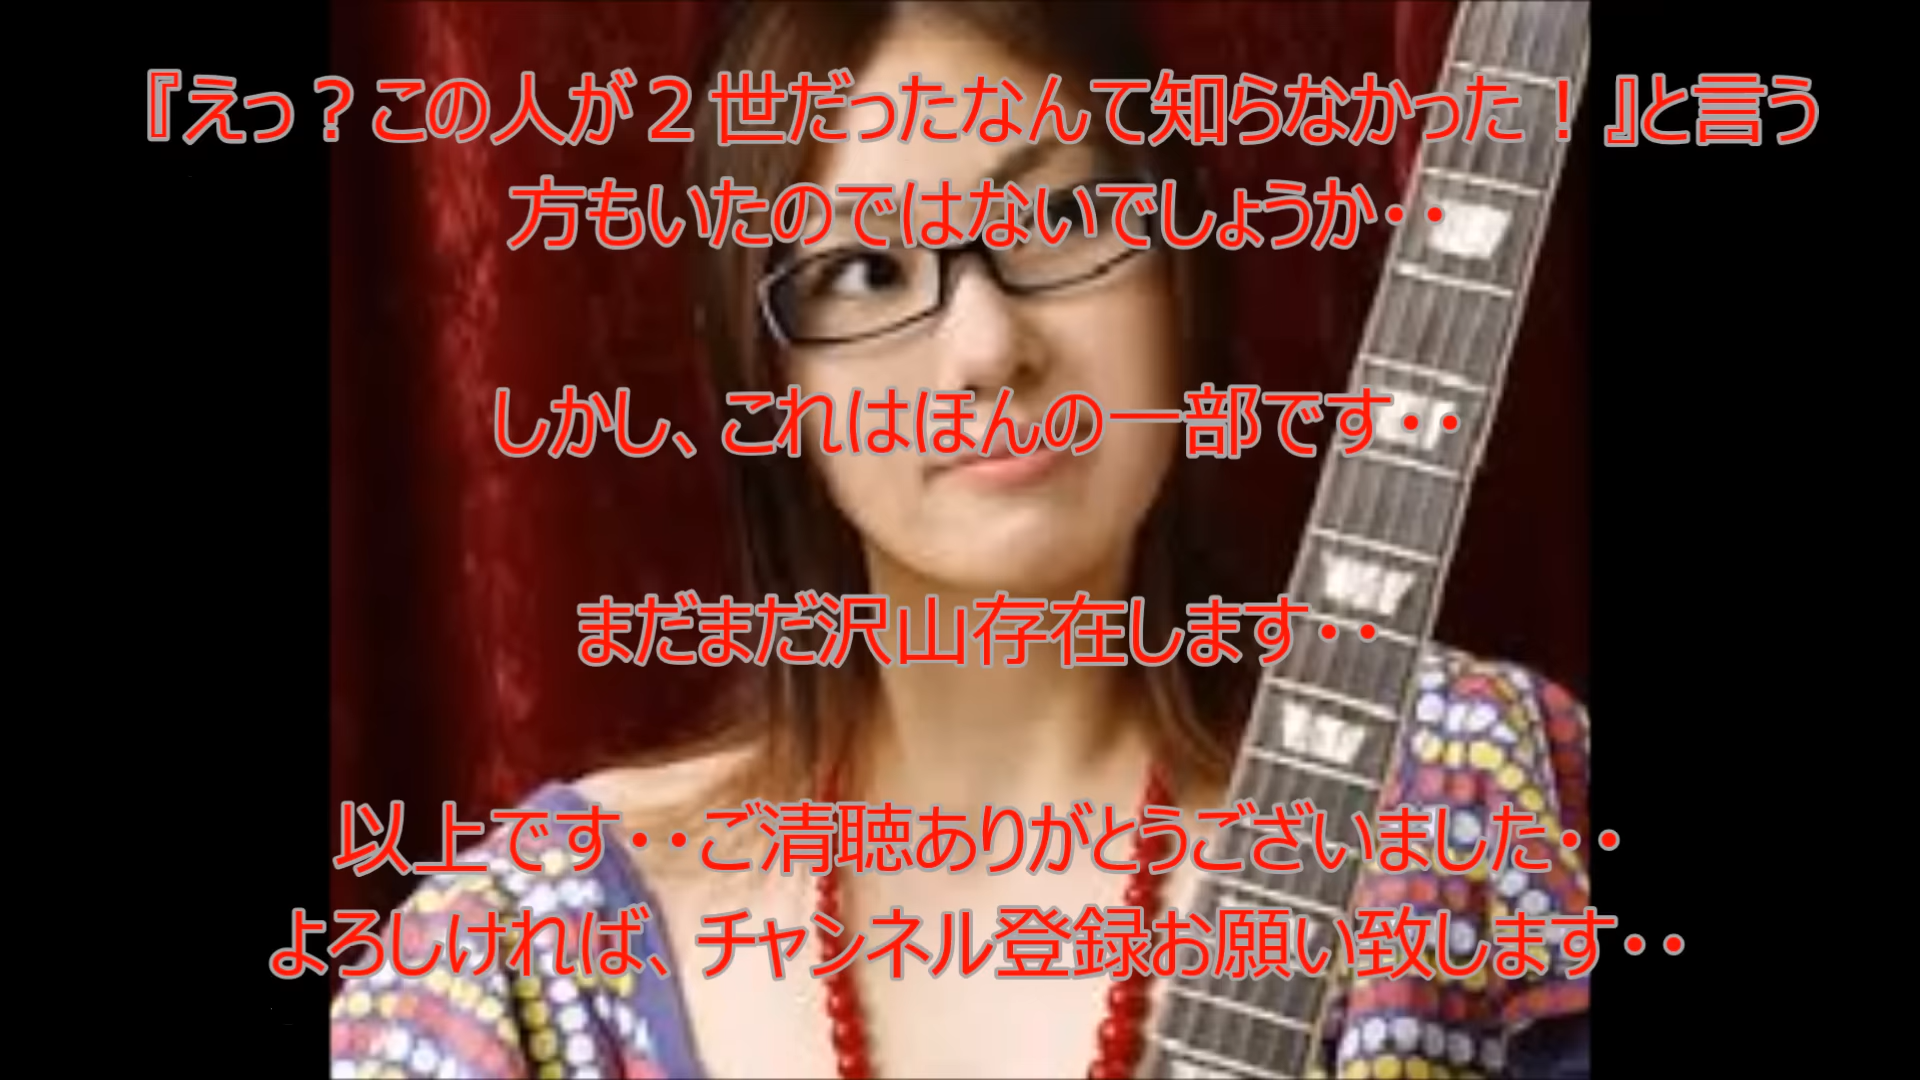 『えっ？この人が２世だったなんて知らなかった！』と言う
方もいたのではないでしょうか・・
しかし、これはほんの一部です・・
まだまだ沢山存在します・・
以上です・・ご清聴ありがとうございました・・
よろしければ、チャンネル登録お願い致します・・